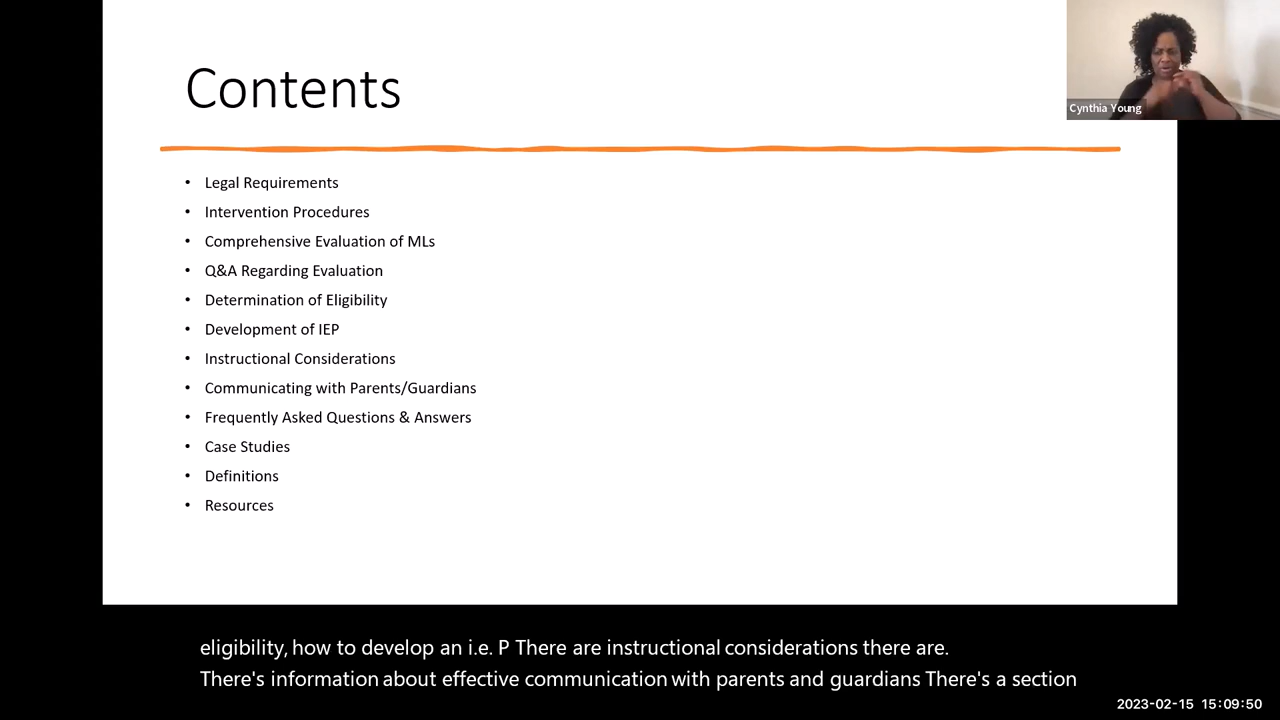 Contents
Cynthia Young
• Legal Requirements
• Intervention Procedures
• Comprehensive Evaluation of MLs
• Q&A Regarding Evaluation
• Determination of Eligibility
• Development of IEP
• Instructional Considerations
• Communicating with Parents/Guardians
• Frequently Asked Questions & Answers
• Case Studies
• Definitions
• Resources
eligibility, how to develop an i.e. P There are instructional considerations there are.
There's information about effective communication with parents and guardians There's a section
2023-02-15 15:09:50